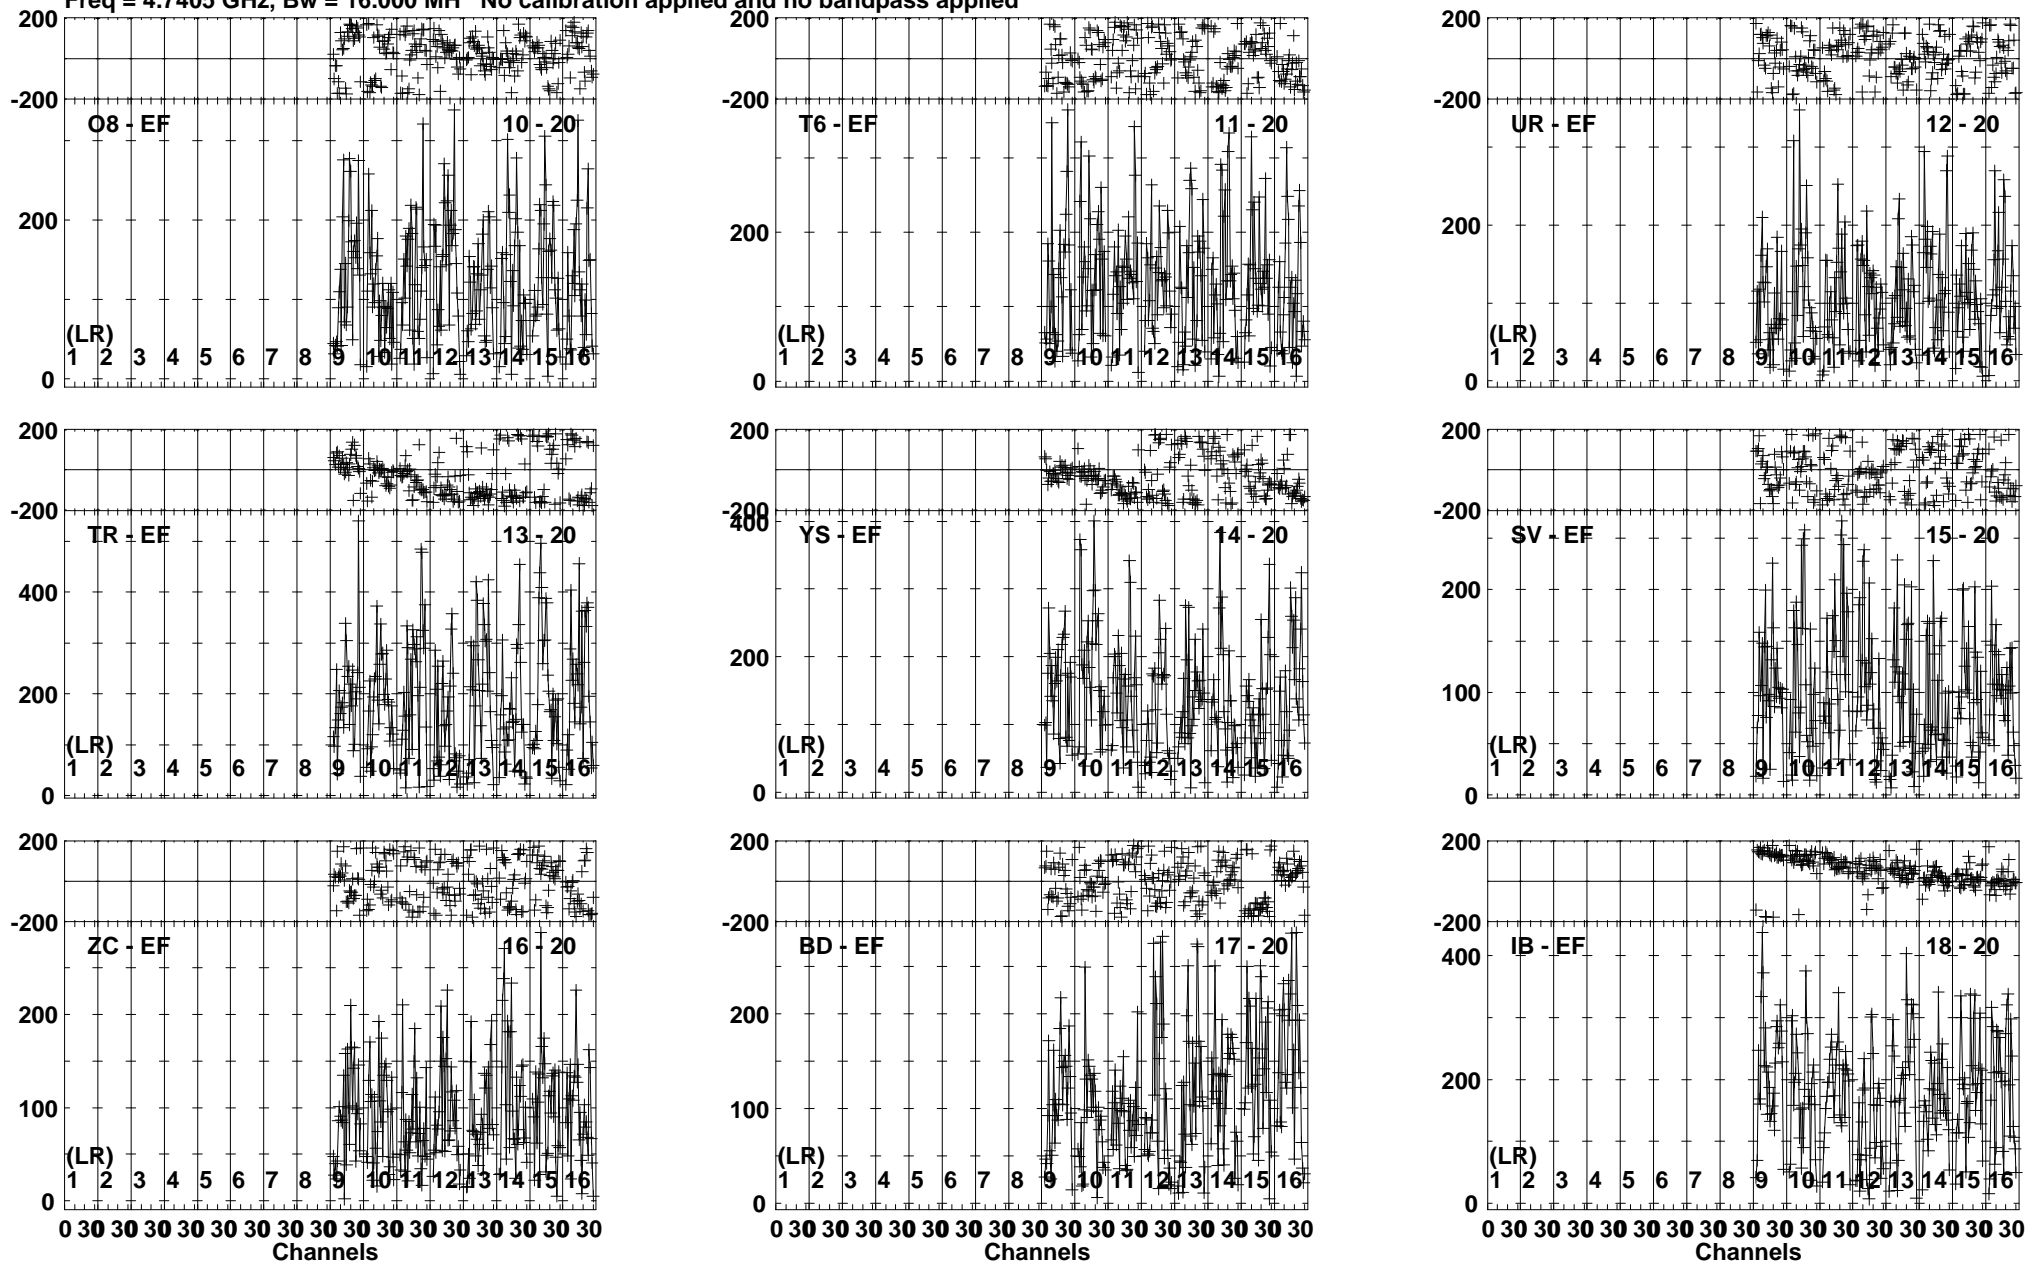 Freq = 4.7405 GHz, Bw = 16.000 MH No calibration applied and no bandpass applied
200 200 200
-200 -200 -200
O8 - EF 10 - 20 T6 - EF 11 - 20 UR - EF 12 - 20
200 200 200
(LR) (LR) (LR)
1 2 3 4 5 6 7 8 9 10 11 12 13 14 15 16 1 2 3 4 5 6 7 8 9 10 11 12 13 14 15 16 1 2 3 4 5 6 7 8 9 10 11 12 13 14 15 16
0 0 0
200 200 200
-200 -200 -200
400
TR - EF 13 - 20 YS - EF 14 - 20 SV - EF 15 - 20
400 200
200 200 100
(LR) (LR) (LR)
1 2 3 4 5 6 7 8 9 10 11 12 13 14 15 16 1 2 3 4 5 6 7 8 9 10 11 12 13 14 15 16 1 2 3 4 5 6 7 8 9 10 11 12 13 14 15 16
0 0 0
200 200 200
-200 -200 -200
ZC - EF 16 - 20 BD - EF 17 - 20 IB - EF 18 - 20
400
200 200
100 100 200
(LR) (LR) (LR)
1 2 3 4 5 6 7 8 9 10 11 12 13 14 15 16 1 2 3 4 5 6 7 8 9 10 11 12 13 14 15 16 1 2 3 4 5 6 7 8 9 10 11 12 13 14 15 16
0 0 0
0 30 30 30 30 30 30 30 30 30 30 30 30 30 30 30 30 0 30 30 30 30 30 30 30 30 30 30 30 30 30 30 30 30 0 30 30 30 30 30 30 30 30 30 30 30 30 30 30 30 30
Channels Channels Channels